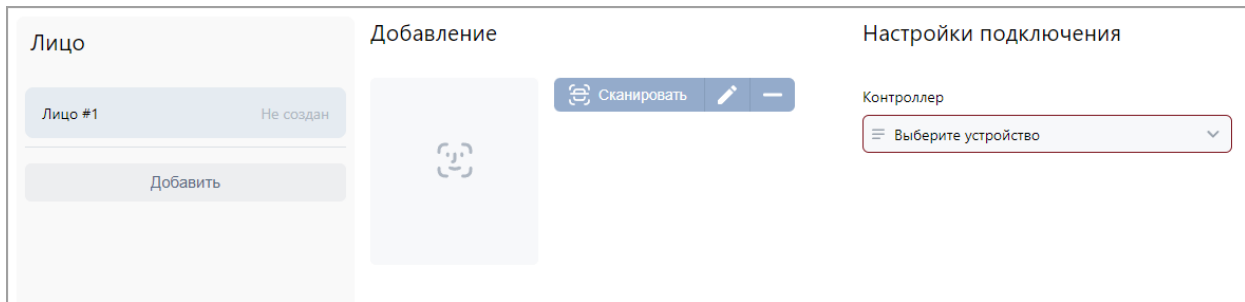 Лицо
Лицо #1 Не создан
Добавить
Добавление
Сканировать
Настройки подключения
Контроллер
Выберите устройство